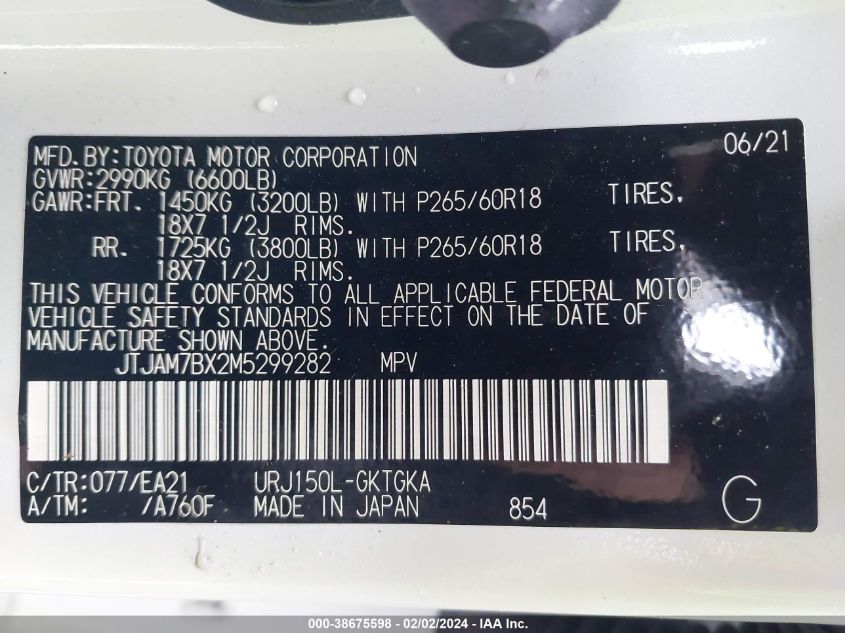 06/21
MFD.BY:TOYOTA MOTOR CORPORATION
GVWR:2990KG (6600LB)
GAWR:FRT. 1450KG (3200LB) WITH P265/60R18 TIRES,
18X7 1/2J RIMS.
RR. 1725KG (3800LB) WITH P265/60R18 TIRES,
18X7 1/2J RIMS.
THIS VEHICLE CONFORMS TO ALL APPLICABLE FEDERAL MOTOR
VEHICLE SAFETY STANDARDS IN EFFECT ON THE DATE OF
MANUFACTURE SHOWN ABOVE.
JTJAM7BX2M5299282 MPV
C/TR:077/EA21 URJ150L-GKTGKA
A/TM: /A760F MADE IN JAPAN 854 G
000-38675598 - 02/02/2024 - IAA Inc.